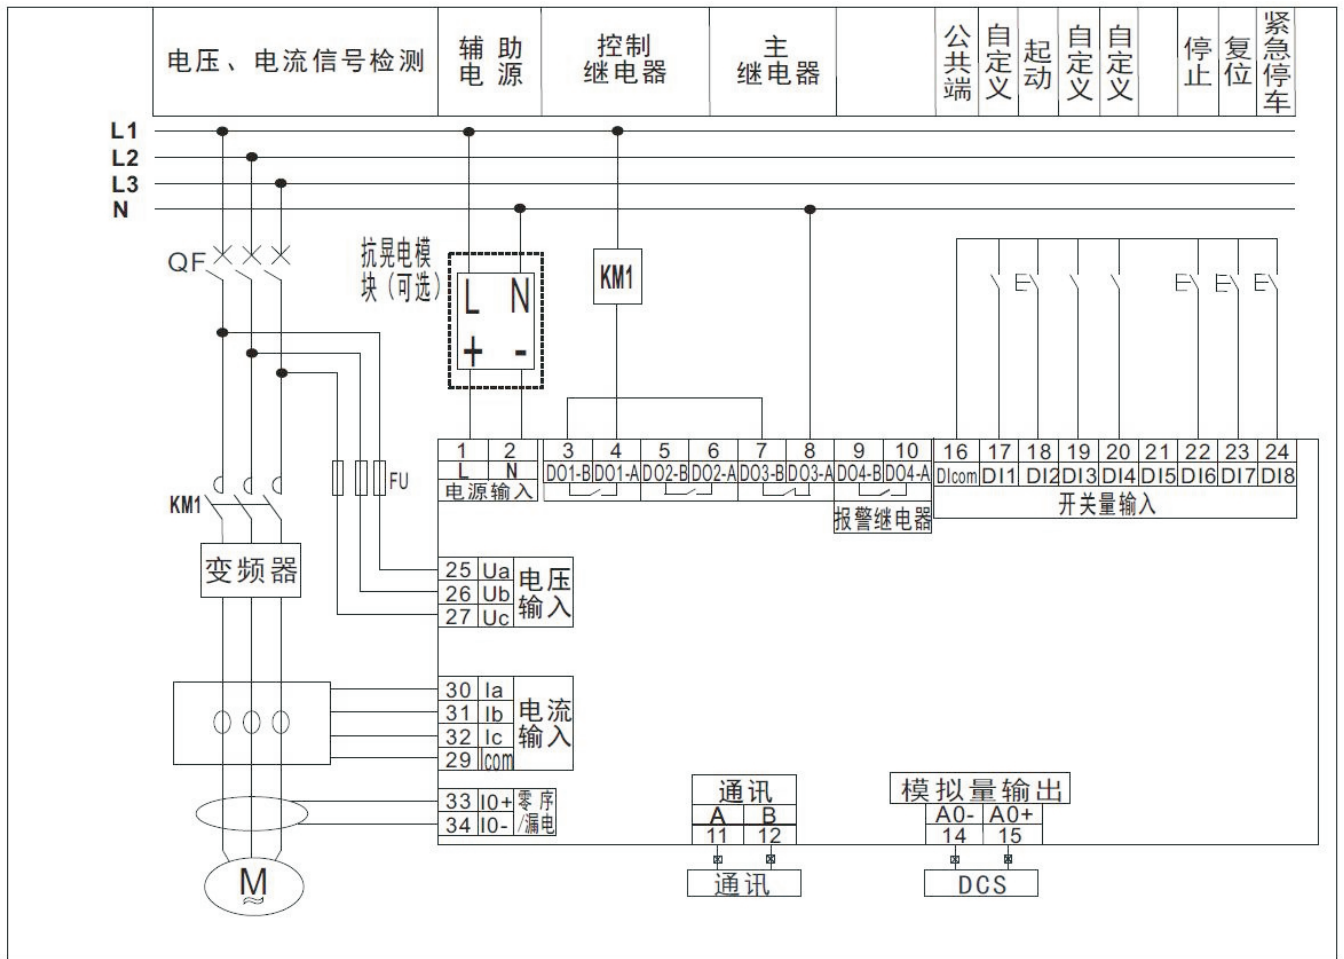 电压、电流信号检测
辅助
电源
控制
继电器
主
继电器
公共端
自定义
起动
自定义
自定义
停止
复位
紧急停车
L1
L2
L3
N
QF
抗晃电模
块（可选）
L N
+ -
KM1
FU
KM1
变频器
1 2 3 4 5 6 7 8 9 10 16 17 18 19 20 21 22 23 24
L N DO1-B DO1-A DO2-B DO2-A DO3-B DO3-A DO4-B DO4-A DIcom DI1 DI2 DI3 DI4 DI5 DI6 DI7 DI8
电源输入
报警继电器
开关量输入
25 Ua
26 Ub
27 Uc
电压
输入
30 Ia
31 Ib
32 Ic
29 Icom
电流
输入
33 I0+ 零序
34 I0- /漏电
M
≈
通讯
A B
11 12
通讯
模拟量输出
A0- A0+
14 15
DCS